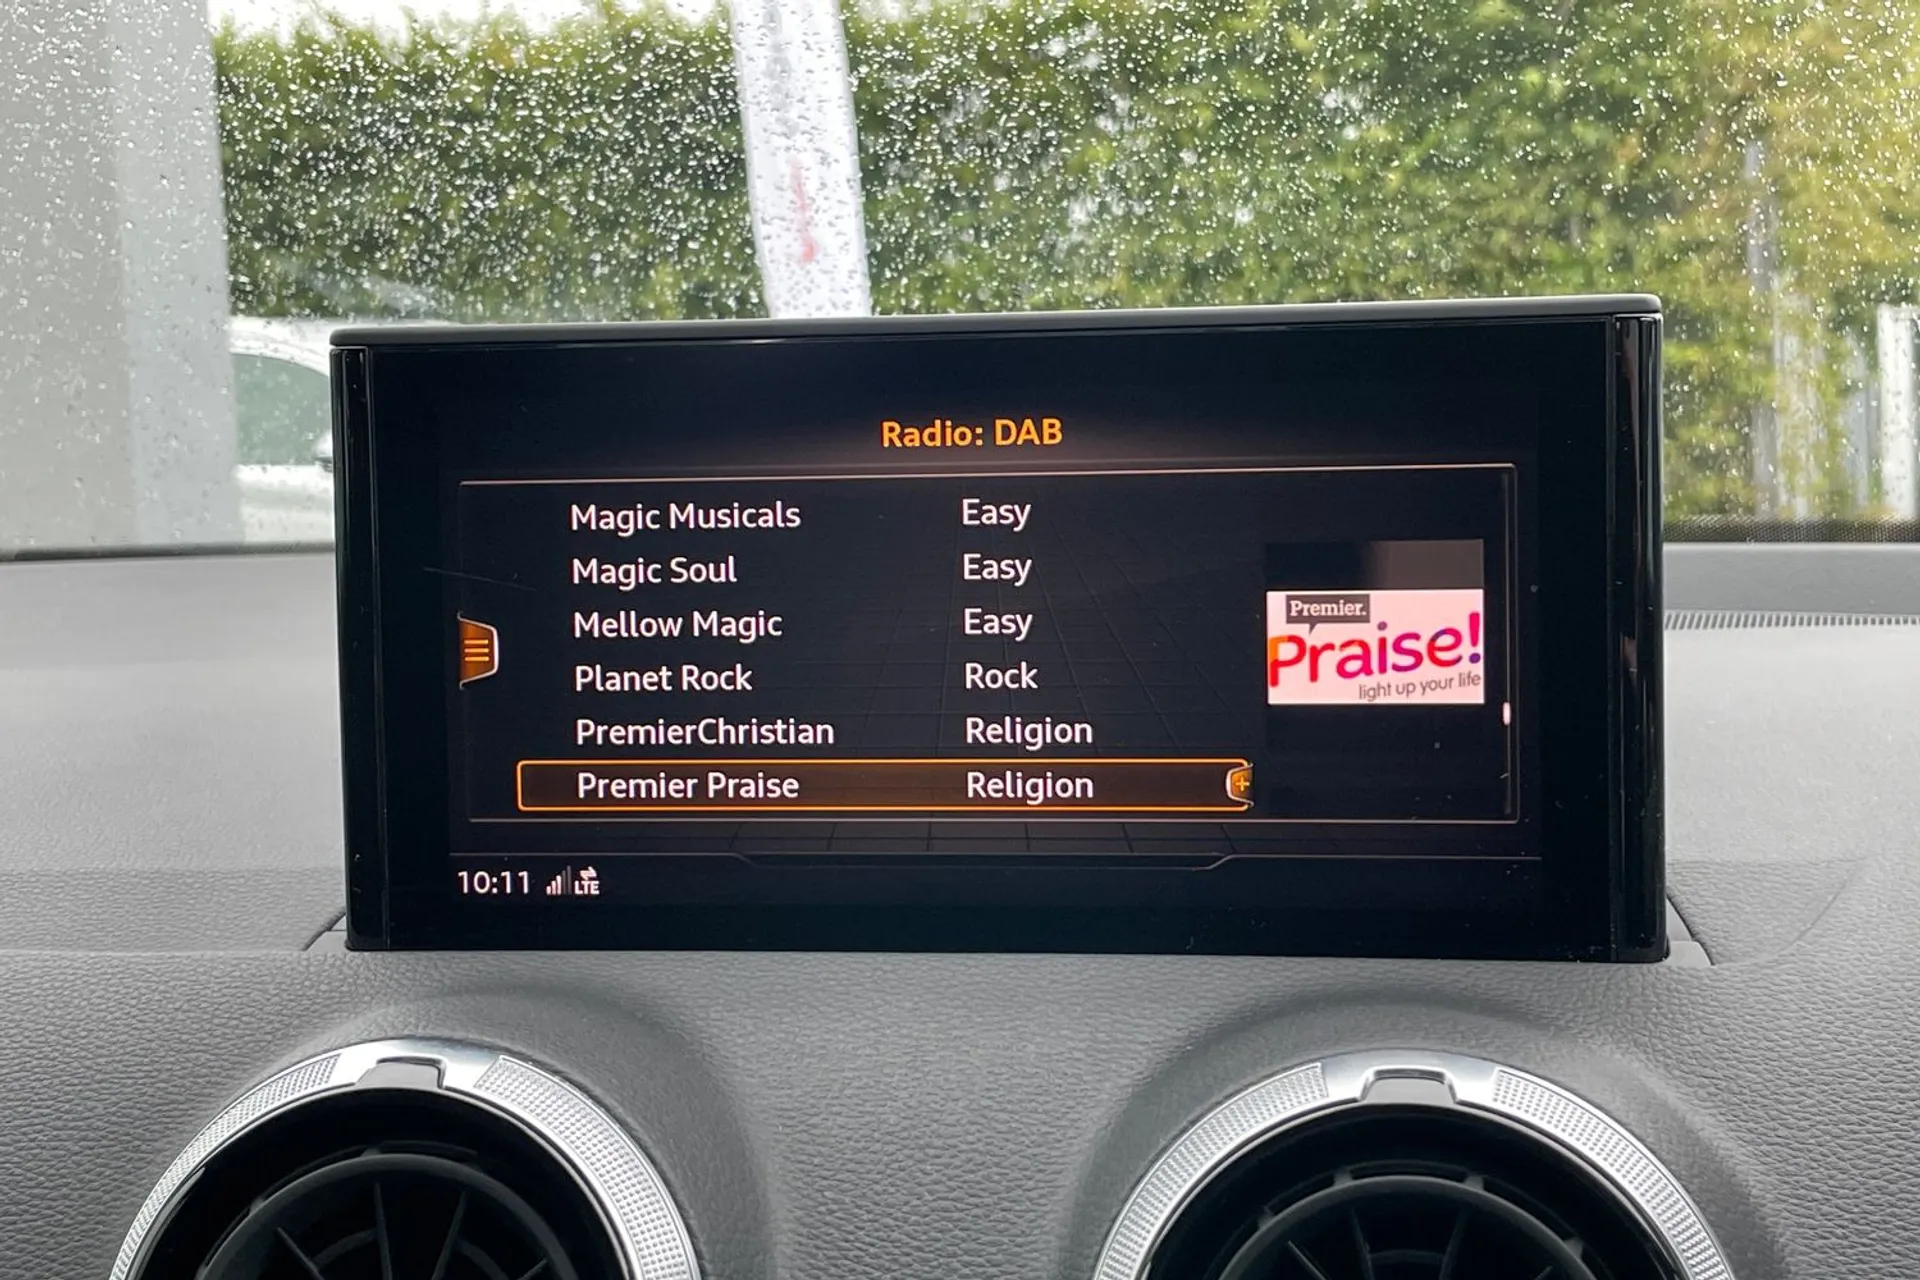 Radio: DAB
Magic Musicals Easy
Magic Soul Easy
Mellow Magic Easy
Planet Rock Rock
PremierChristian Religion
Premier Praise Religion
Premier.
Praise!
light up your life
10:11 LTE